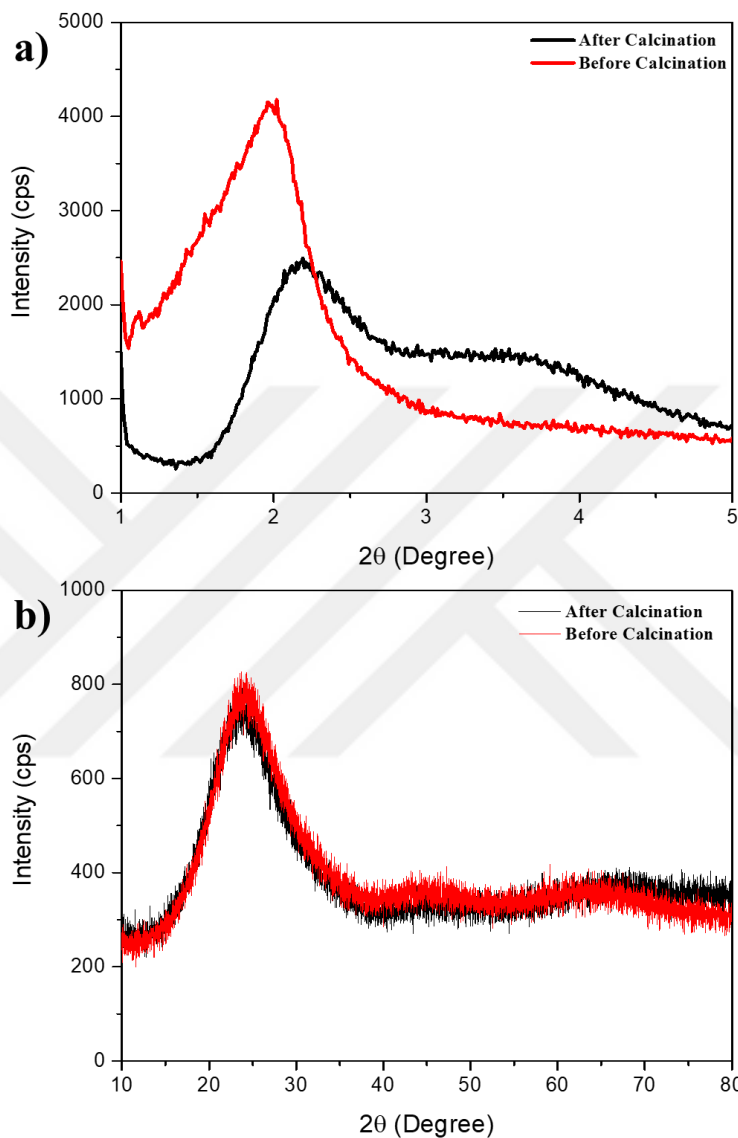 a)
After Calcination
Before Calcination
Intensity (cps)
5000
4000
3000
2000
1000
0
1 2 3 4 5
2θ (Degree)
b)
After Calcination
Before Calcination
Intensity (cps)
1000
800
600
400
200
0
10 20 30 40 50 60 70 80
2θ (Degree)